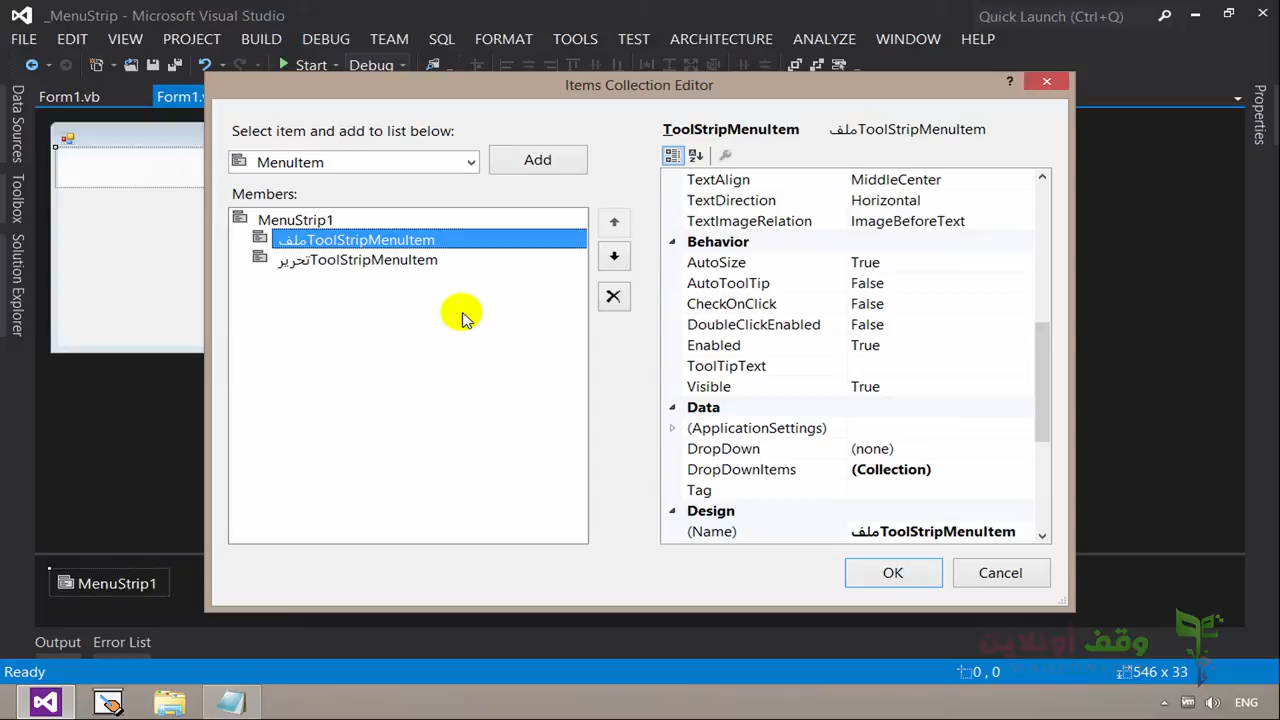 _MenuStrip - Microsoft Visual Studio
Quick Launch (Ctrl+Q)
FILE EDIT VIEW PROJECT BUILD DEBUG TEAM SQL FORMAT TOOLS TEST ARCHITECTURE ANALYZE WINDOW HELP
Start Debug
Form1.vb Form1.v
Data Sources
Toolbox
Solution Explorer
Properties
Items Collection Editor
?
Select item and add to list below:
MenuItem
Add
Members:
MenuStrip1
ملفToolStripMenuItem
تحريرToolStripMenuItem
ToolStripMenuItem ملفToolStripMenuItem
TextAlign MiddleCenter
TextDirection Horizontal
TextImageRelation ImageBeforeText
Behavior
AutoSize True
AutoToolTip False
CheckOnClick False
DoubleClickEnabled False
Enabled True
ToolTipText
Visible True
Data
(ApplicationSettings)
DropDown (none)
DropDownItems (Collection)
Tag
Design
(Name) ملفToolStripMenuItem
OK Cancel
MenuStrip1
Output Error List
وقف أونلاين
Ready 0 , 0 546 x 33
ENG